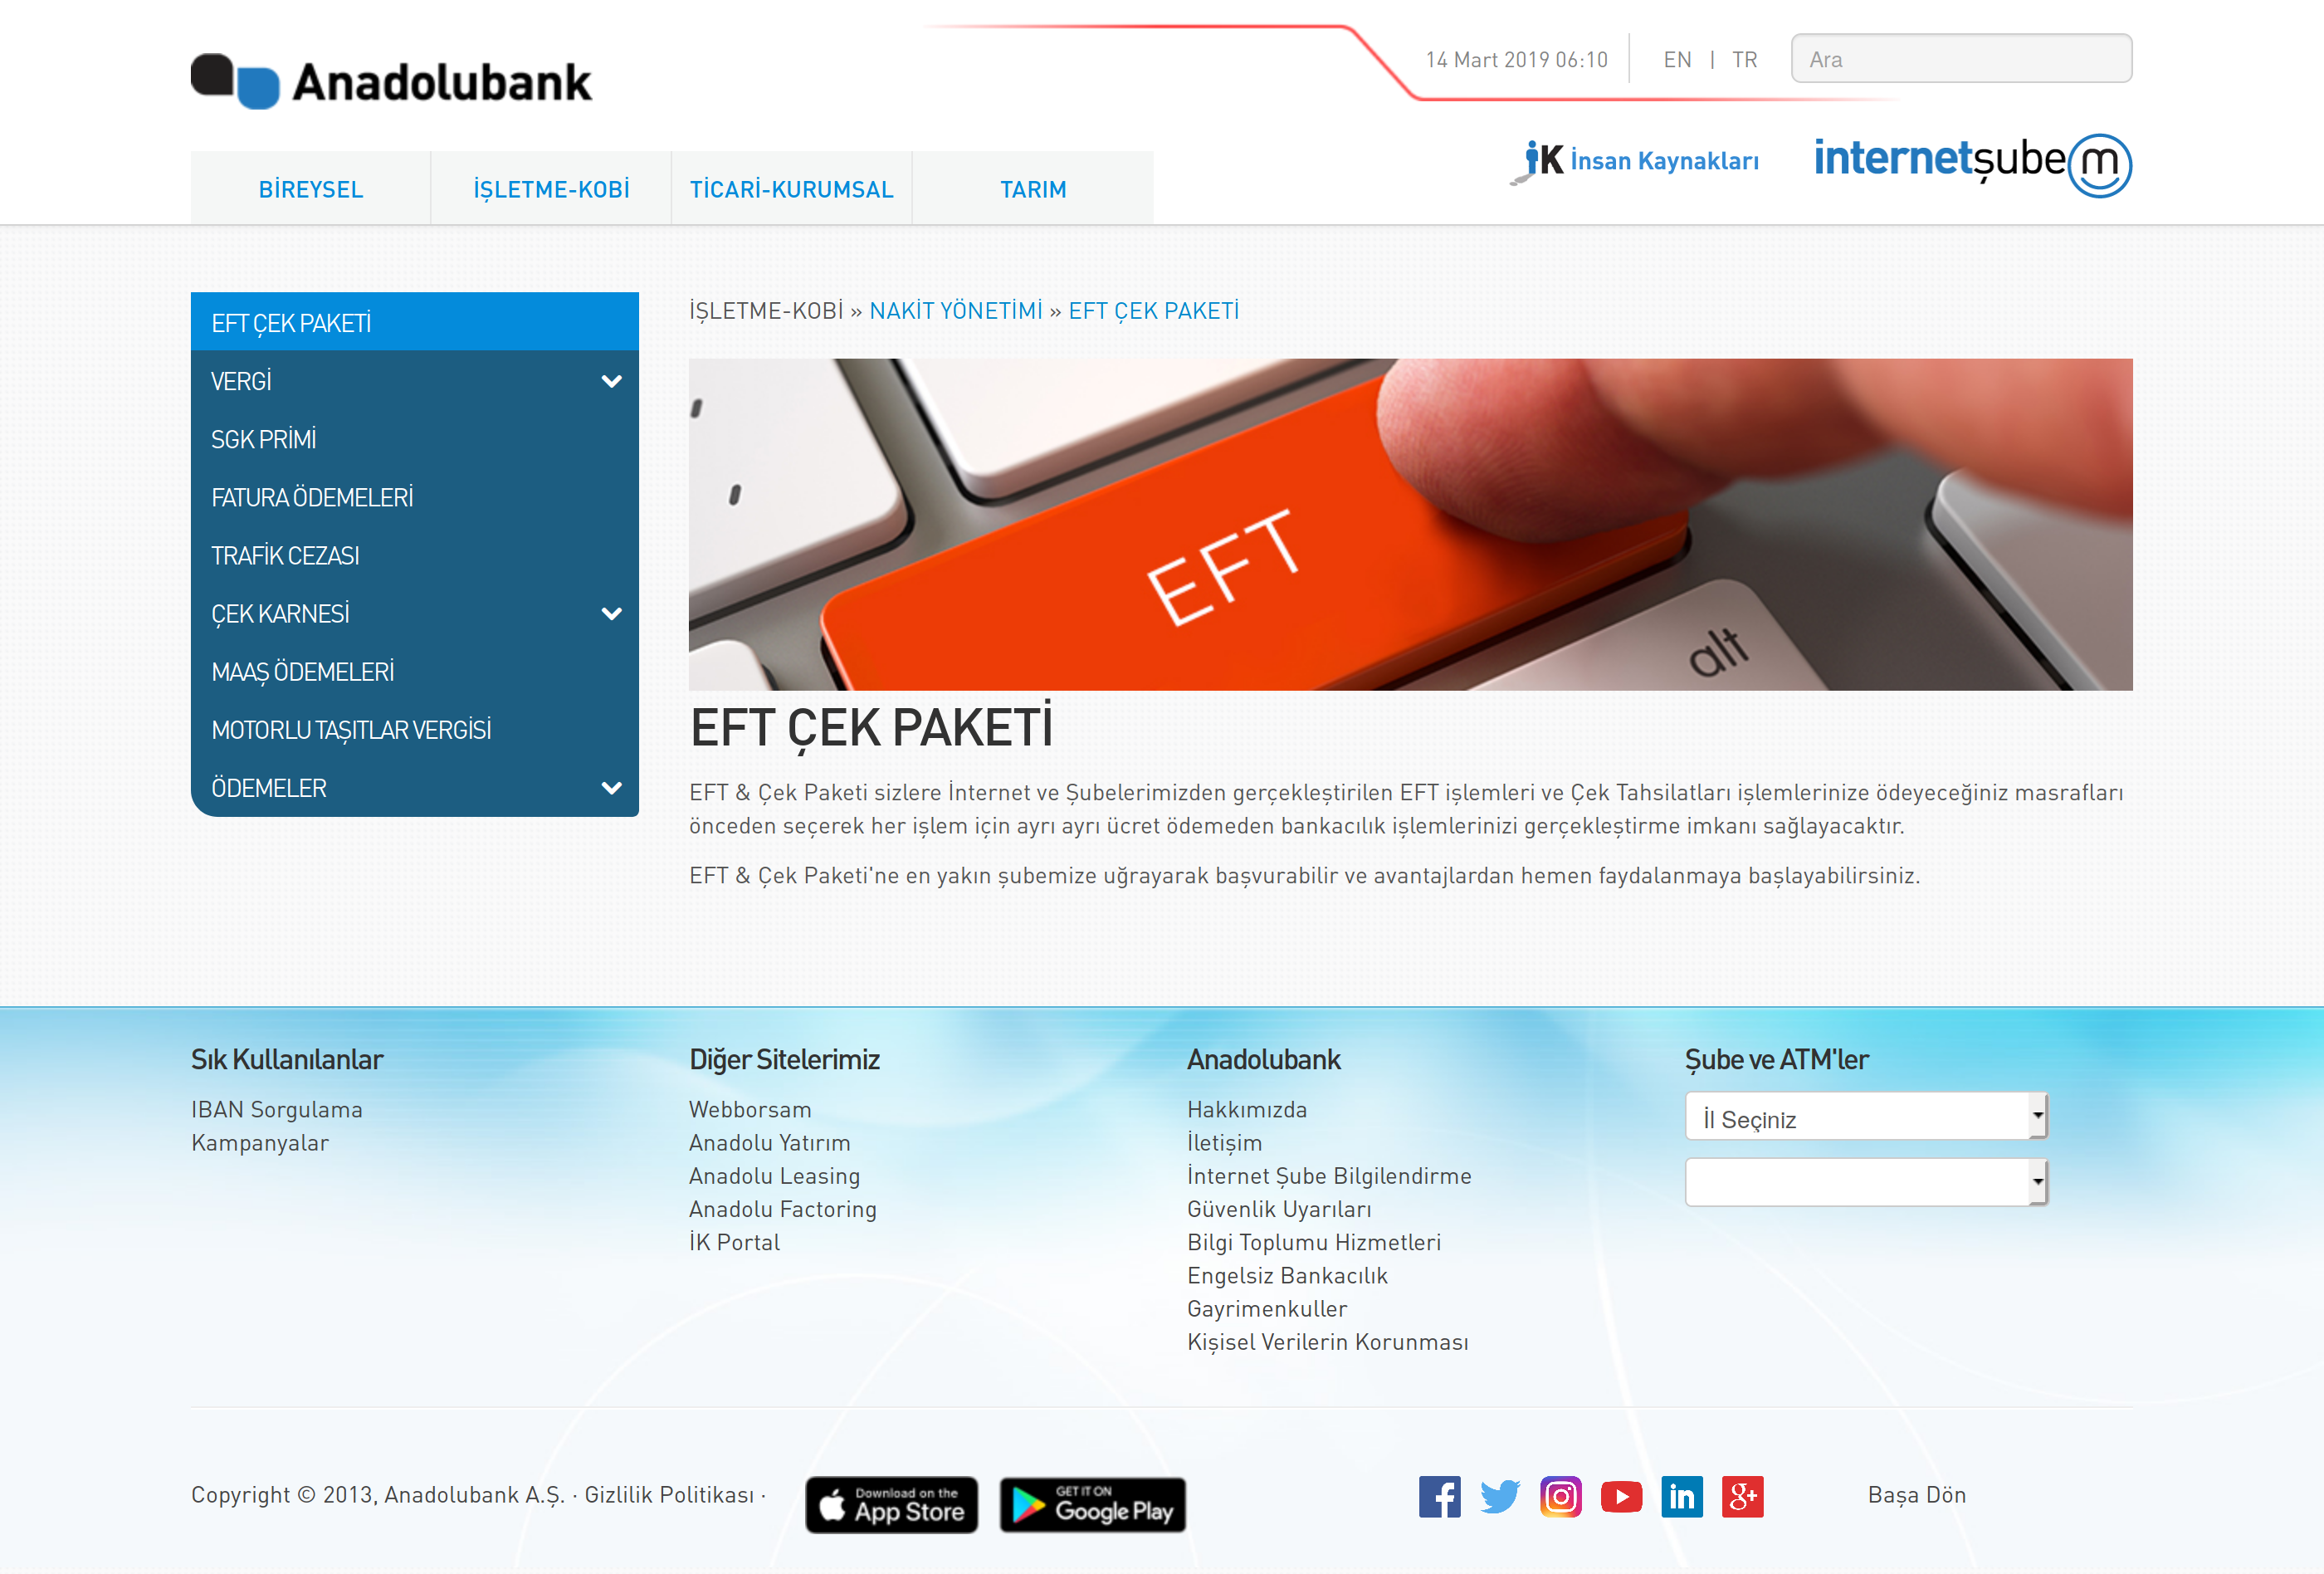 Anadolubank
14 Mart 2019 06:10
EN | TR
Ara
İK İnsan Kaynakları
internetşubem
BİREYSEL
İŞLETME-KOBİ
TİCARİ-KURUMSAL
TARIM
EFT ÇEK PAKETİ
VERGİ
SGK PRİMİ
FATURA ÖDEMELERİ
TRAFİK CEZASI
ÇEK KARNESİ
MAAŞ ÖDEMELERİ
MOTORLU TAŞITLAR VERGİSİ
ÖDEMELER
İŞLETME-KOBİ » NAKİT YÖNETİMİ » EFT ÇEK PAKETİ
EFT
alt
EFT ÇEK PAKETİ
EFT & Çek Paketi sizlere İnternet ve Şubelerimizden gerçekleştirilen EFT işlemleri ve Çek Tahsilatları işlemlerinize ödeyeceğiniz masrafları
önceden seçerek her işlem için ayrı ayrı ücret ödemeden bankacılık işlemlerinizi gerçekleştirme imkanı sağlayacaktır.
EFT & Çek Paketi'ne en yakın şubemize uğrayarak başvurabilir ve avantajlardan hemen faydalanmaya başlayabilirsiniz.
Sık Kullanılanlar
IBAN Sorgulama
Kampanyalar
Diğer Sitelerimiz
Webborsam
Anadolu Yatırım
Anadolu Leasing
Anadolu Factoring
İK Portal
Anadolubank
Hakkımızda
İletişim
İnternet Şube Bilgilendirme
Güvenlik Uyarıları
Bilgi Toplumu Hizmetleri
Engelsiz Bankacılık
Gayrimenkuller
Kişisel Verilerin Korunması
Şube ve ATM'ler
İl Seçiniz
Copyright © 2013, Anadolubank A.Ş. · Gizlilik Politikası ·
Download on the
App Store
GET IT ON
Google Play
Başa Dön